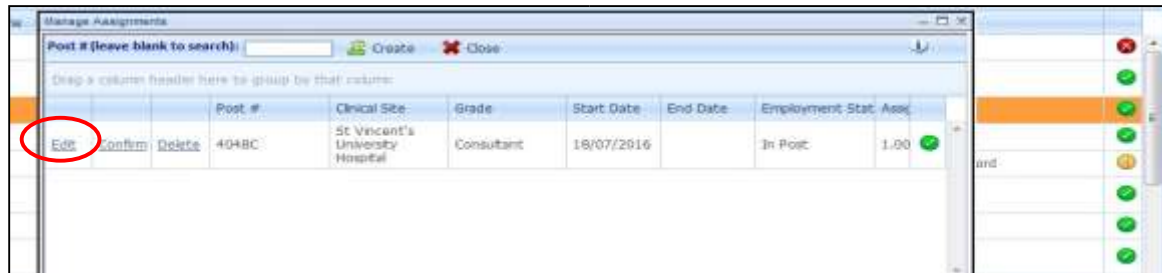 Manage Assignments
Post # (leave blank to search): Create Close
Drag a column header here to group by that column
Post # Clinical Site Grade Start Date End Date Employment Stat Assig
Edit Confirm Delete 4048C St Vincent's University Hospital Consultant 18/07/2016 In Post 1.00
ard